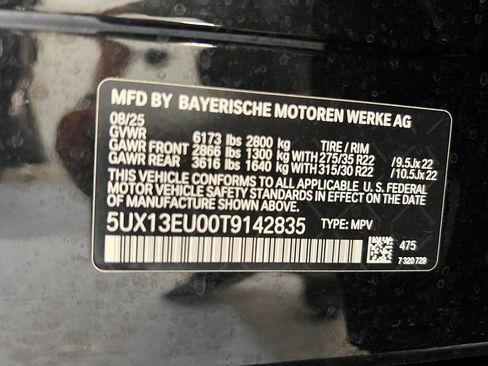 MFD BY BAYERISCHE MOTOREN WERKE AG
08/25
GVWR 6173 lbs 2800 kg TIRE / RIM
GAWR FRONT 2866 lbs 1300 kg WITH 275/35 R22 /9.5Jx22
GAWR REAR 3616 lbs 1640 kg WITH 315/30 R22 /10.5Jx22
THIS VEHICLE CONFORMS TO ALL APPLICABLE U.S. FEDERAL
MOTOR VEHICLE SAFETY STANDARDS IN EFFECT ON THE DATE
OF MANUFACTURE SHOWN ABOVE.
5UX13EU00T9142835 TYPE: MPV
475
7 320 729